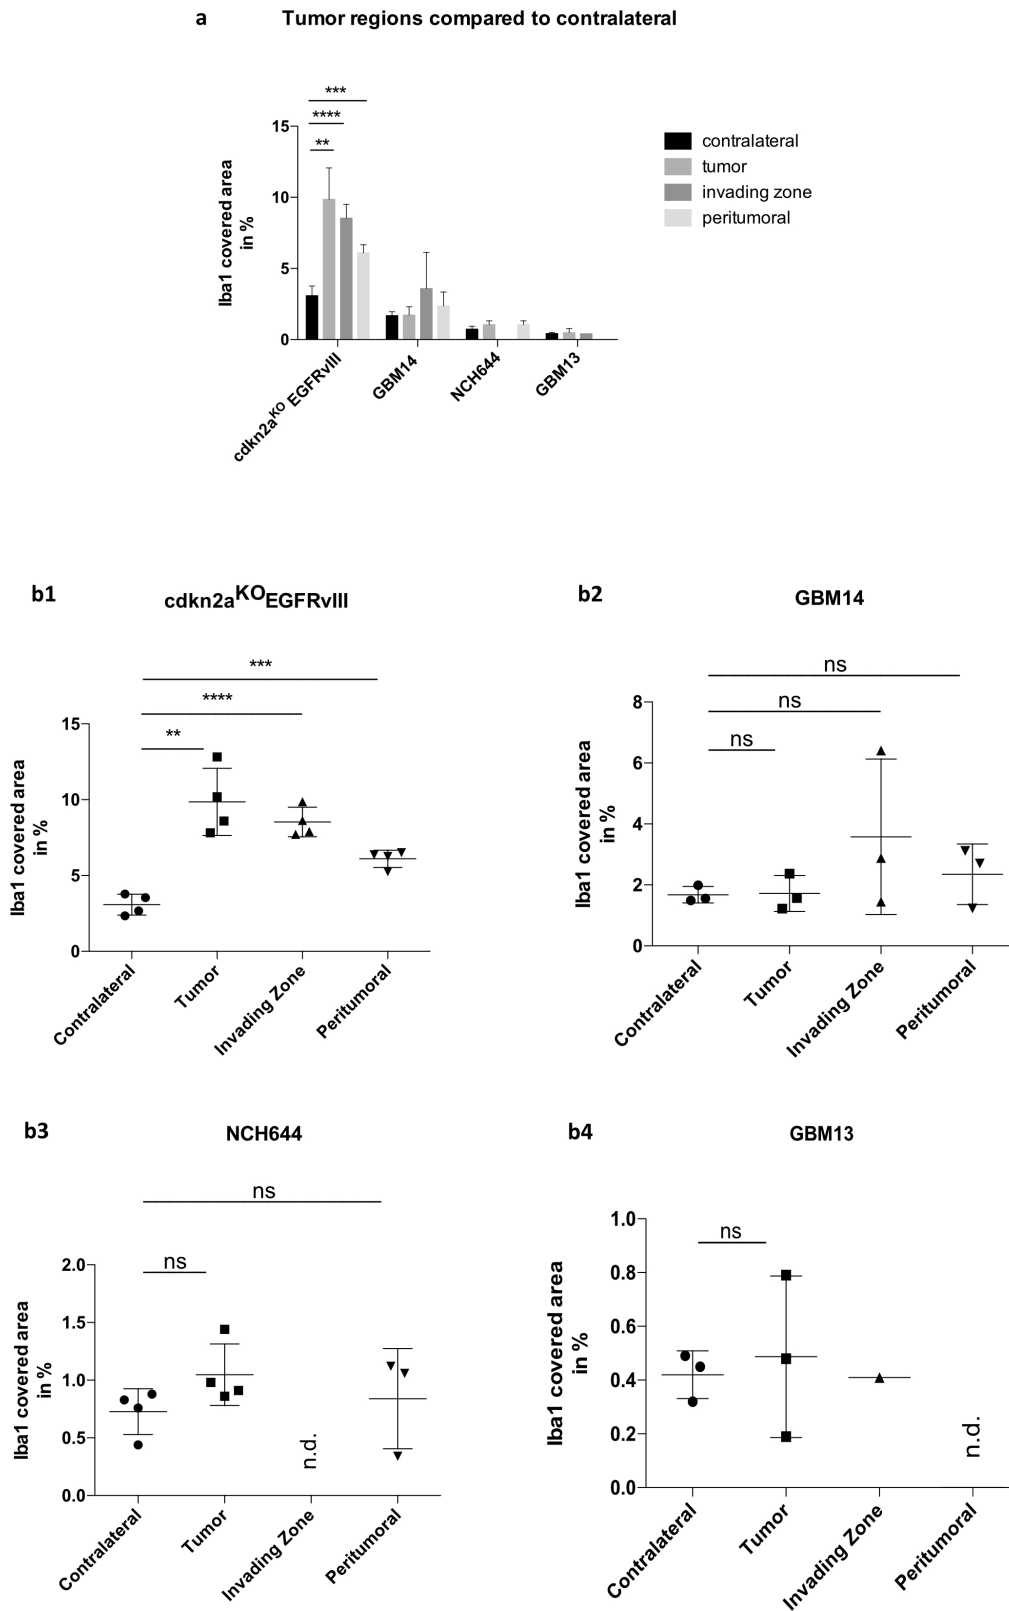 a Tumor regions compared to contralateral
***
****
**
15
10
5
0
Iba1 covered area
in %
contralateral
tumor
invading zone
peritumoral
cdkn2aKO EGFRvIII
GBM14
NCH644
GBM13
b1 cdkn2aKOEGFRvIII
***
****
**
15
10
5
0
Iba1 covered area
in %
Contralateral
Tumor
Invading Zone
Peritumoral
b2 GBM14
ns
ns
ns
8
6
4
2
0
Iba1 covered area
in %
Contralateral
Tumor
Invading Zone
Peritumoral
b3 NCH644
ns
ns
2.0
1.5
1.0
0.5
0.0
Iba1 covered area
in %
n.d.
Contralateral
Tumor
Invading Zone
Peritumoral
b4 GBM13
ns
1.0
0.8
0.6
0.4
0.2
0.0
Iba1 covered area
in %
n.d.
Contralateral
Tumor
Invading Zone
Peritumoral